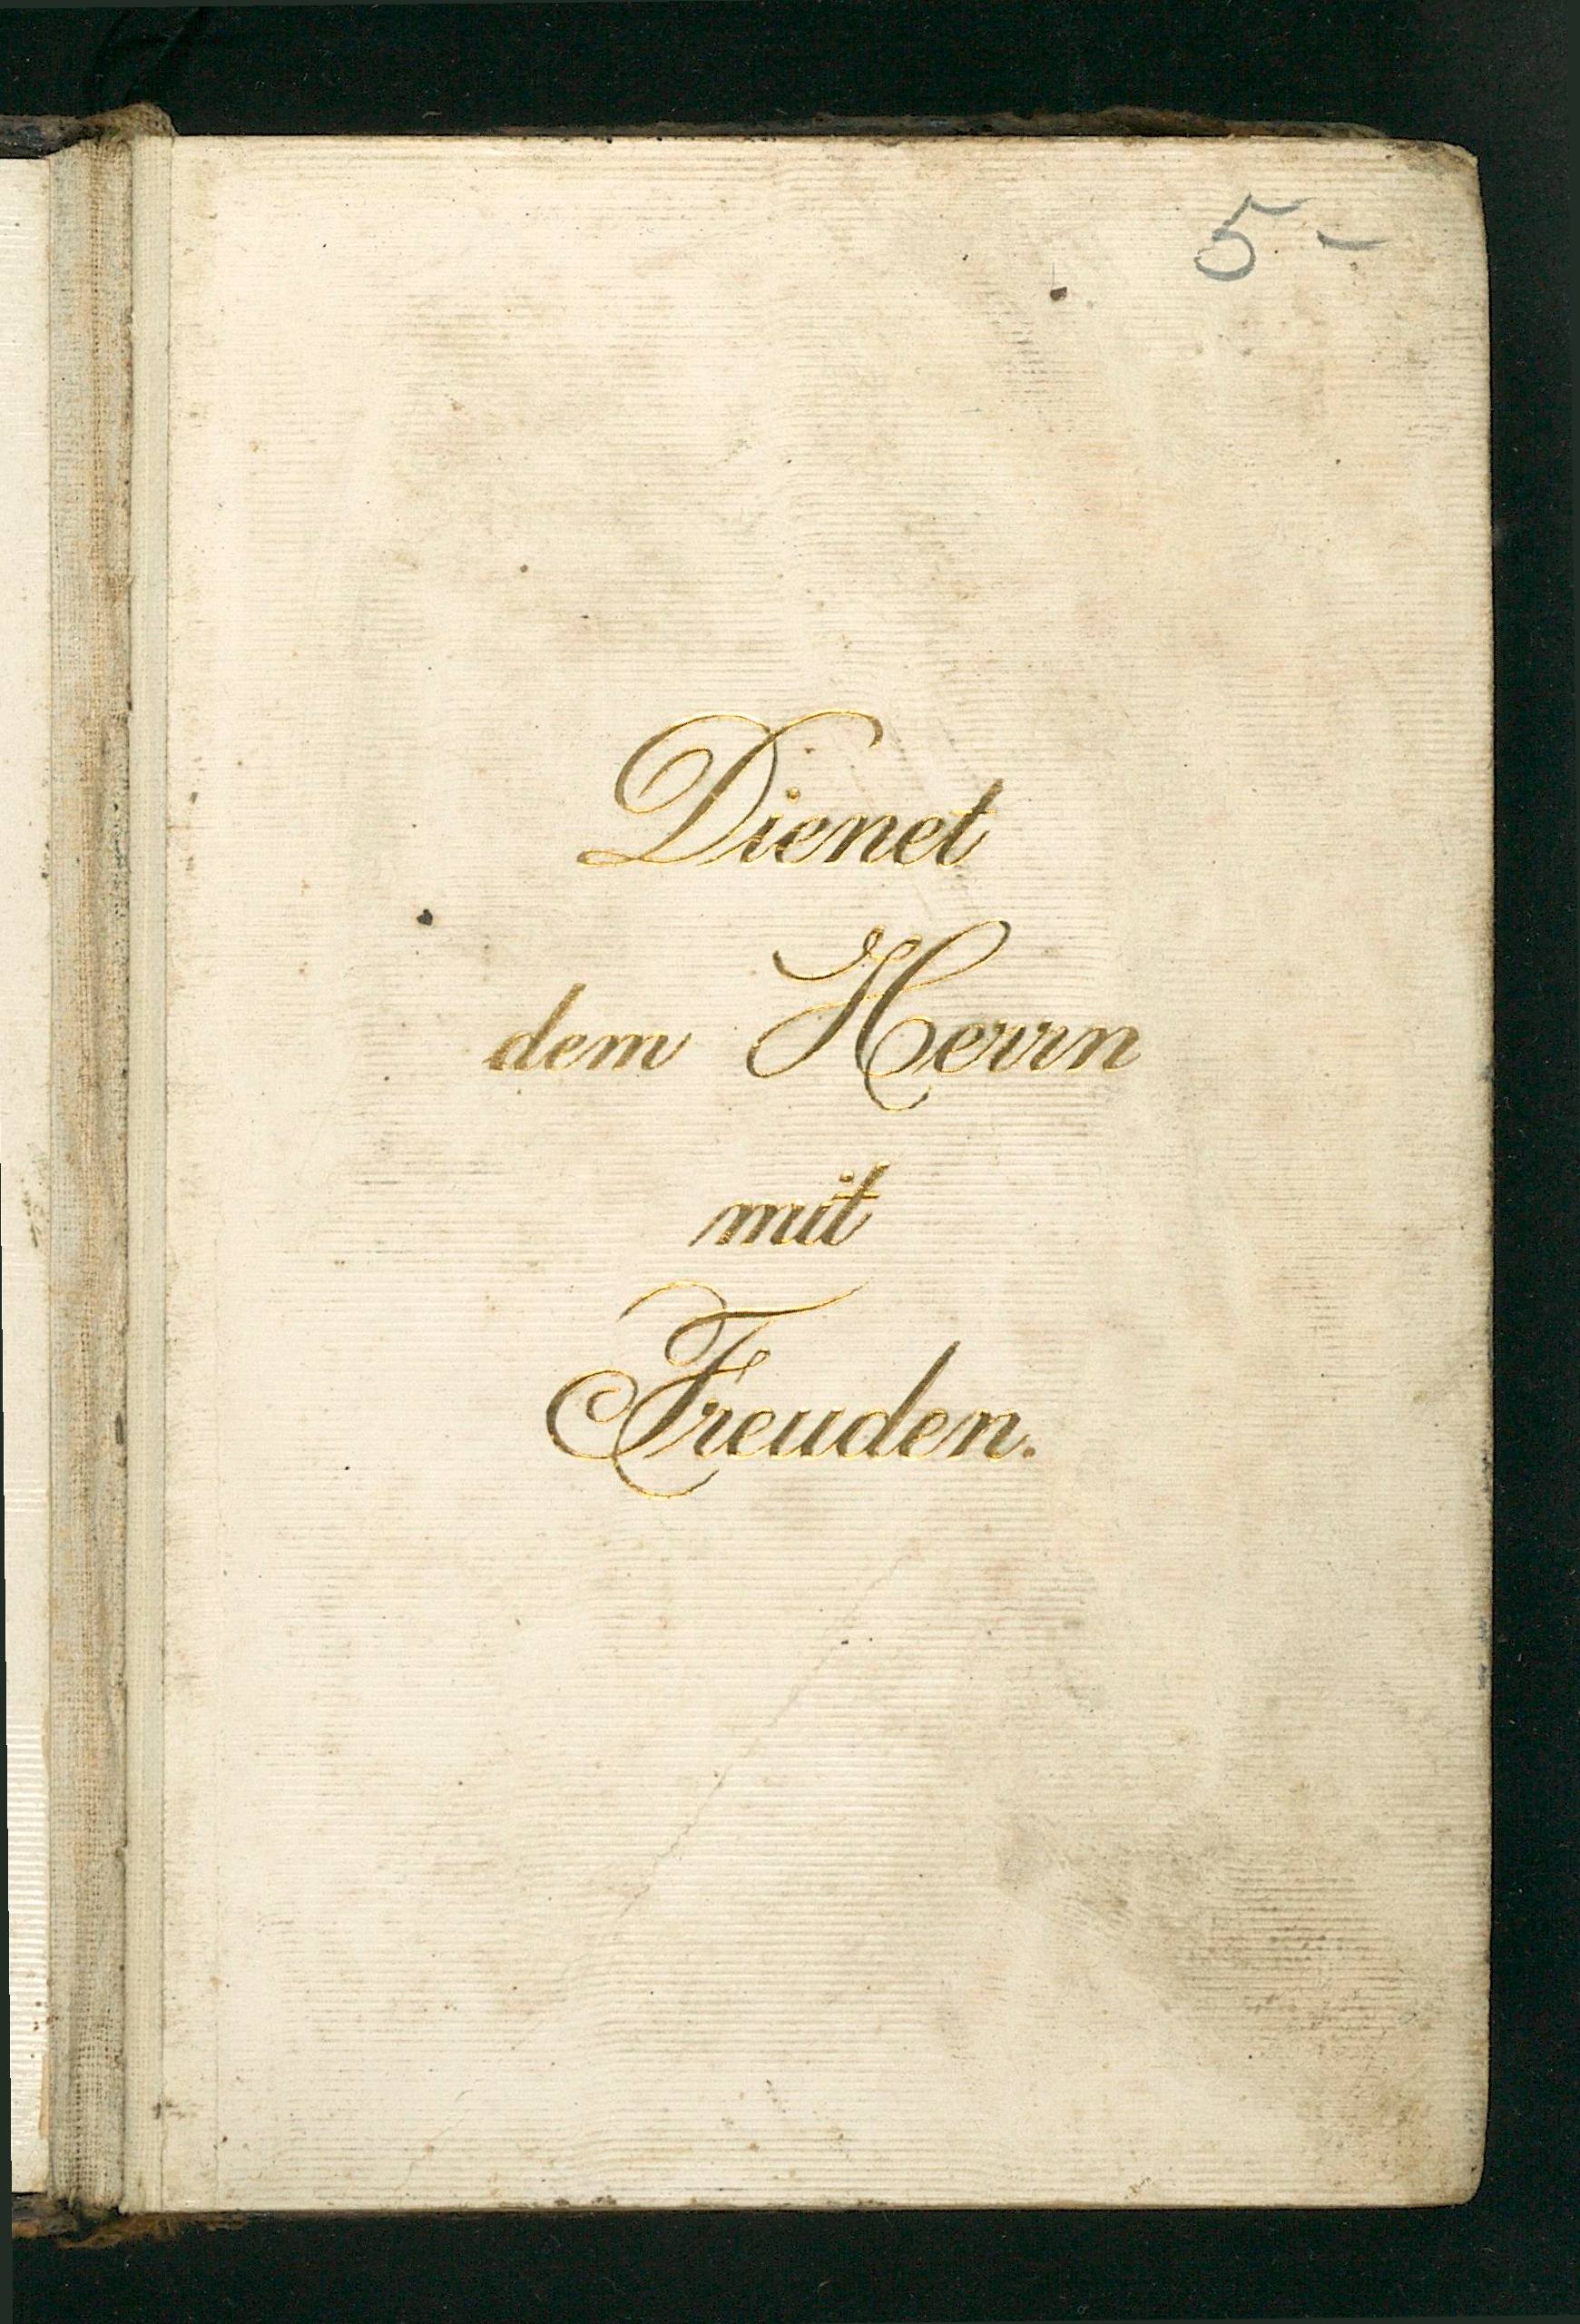 5-
Dienet
dem Herrn
mit
Freuden.